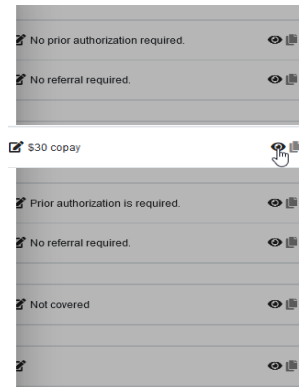 No prior authorization required.
No referral required.
$30 copay
Prior authorization is required.
No referral required.
Not covered